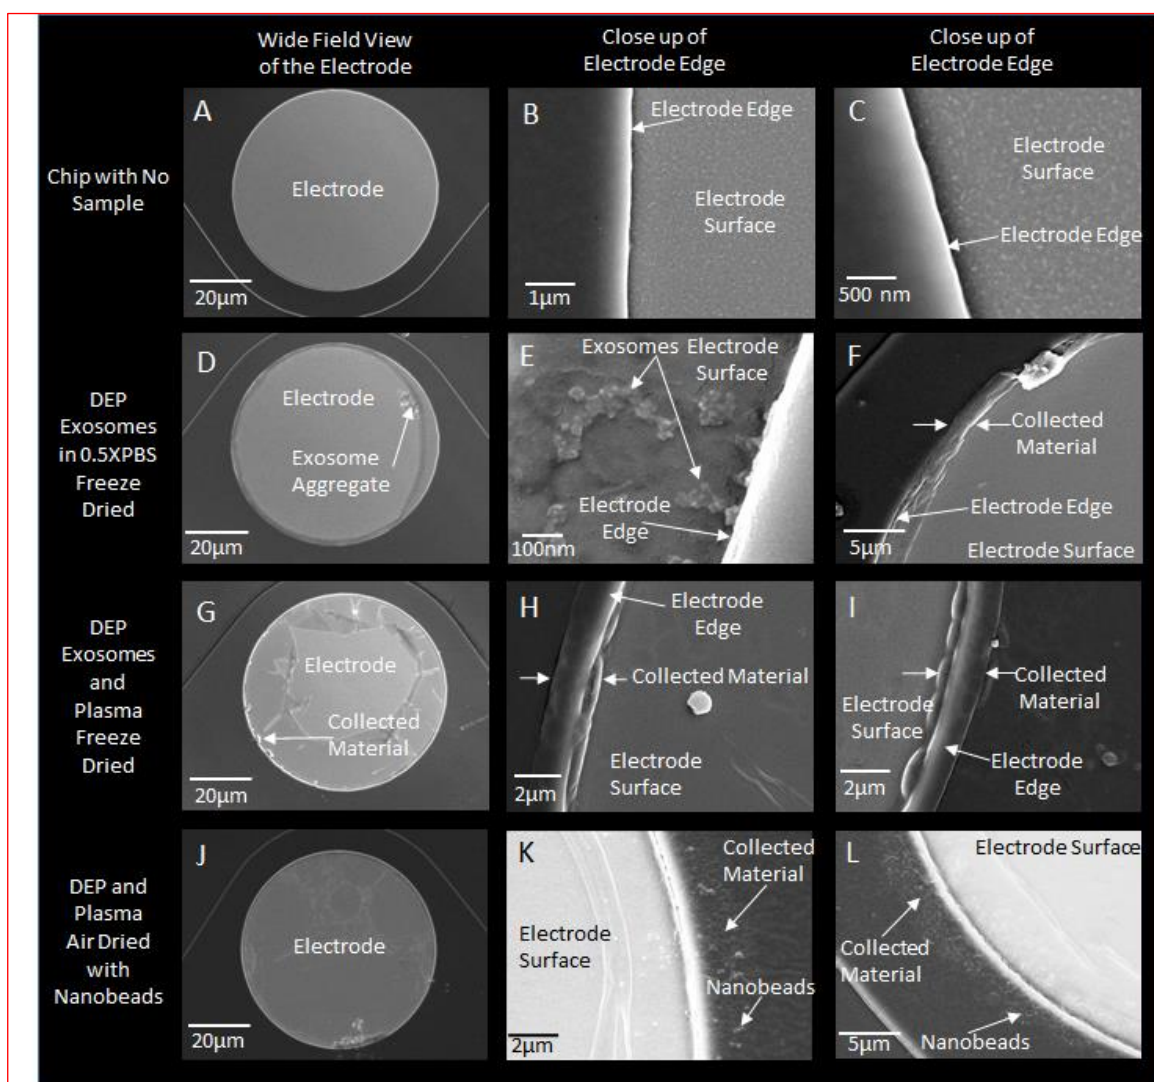 Wide Field View
of the Electrode
Close up of
Electrode Edge
Close up of
Electrode Edge
Chip with No
Sample
A
Electrode
20µm
B
Electrode Edge
Electrode
Surface
1µm
C
Electrode
Surface
Electrode Edge
500 nm
DEP
Exosomes
in 0.5XPBS
Freeze
Dried
D
Electrode
Exosome
Aggregate
20µm
E
Exosomes
Electrode
Surface
Electrode
Edge
100nm
F
Collected
Material
Electrode Edge
5µm
Electrode Surface
DEP
Exosomes
and
Plasma
Freeze
Dried
G
Electrode
Collected
Material
20µm
H
Electrode
Edge
Collected Material
Electrode
Surface
2µm
I
Collected
Material
Electrode
Surface
Electrode
Edge
2µm
DEP and
Plasma
Air Dried
with
Nanobeads
J
Electrode
20µm
K
Collected
Material
Electrode
Surface
Nanobeads
2µm
L
Electrode Surface
Collected
Material
Nanobeads
5µm